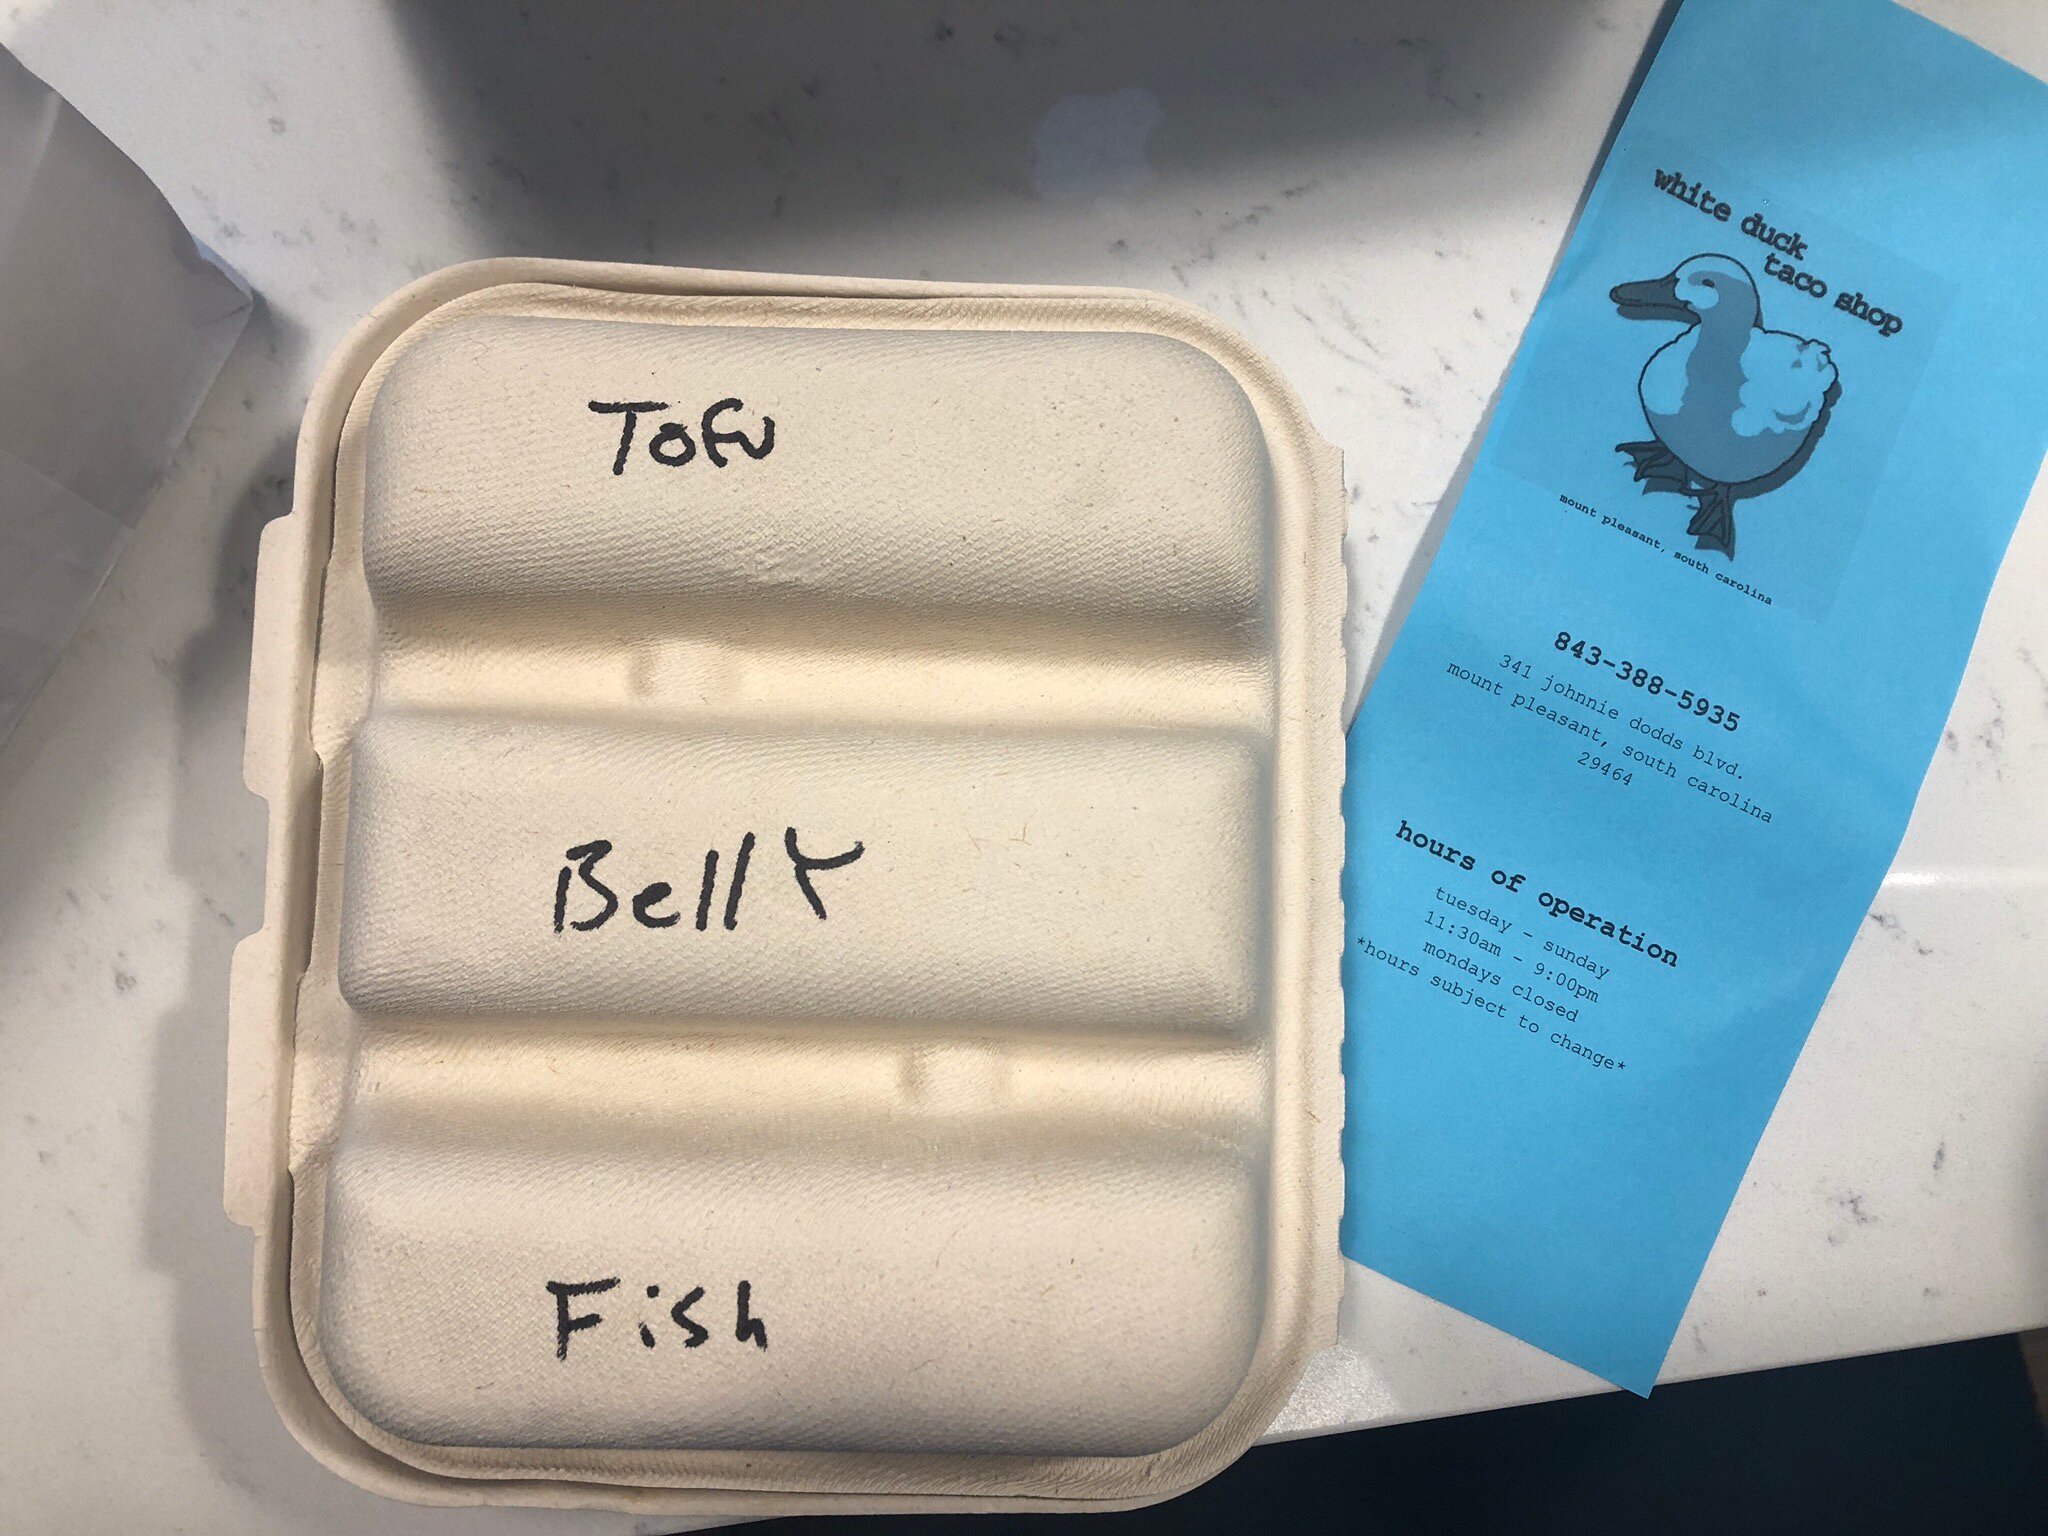 Tofu
Belly
Fish
white duck
taco shop
mount pleasant, south carolina
843-388-5935
341 johnnie dodds blvd.
mount pleasant, south carolina
29464
hours of operation
tuesday - sunday
11:30am - 9:00pm
mondays closed
*hours subject to change*